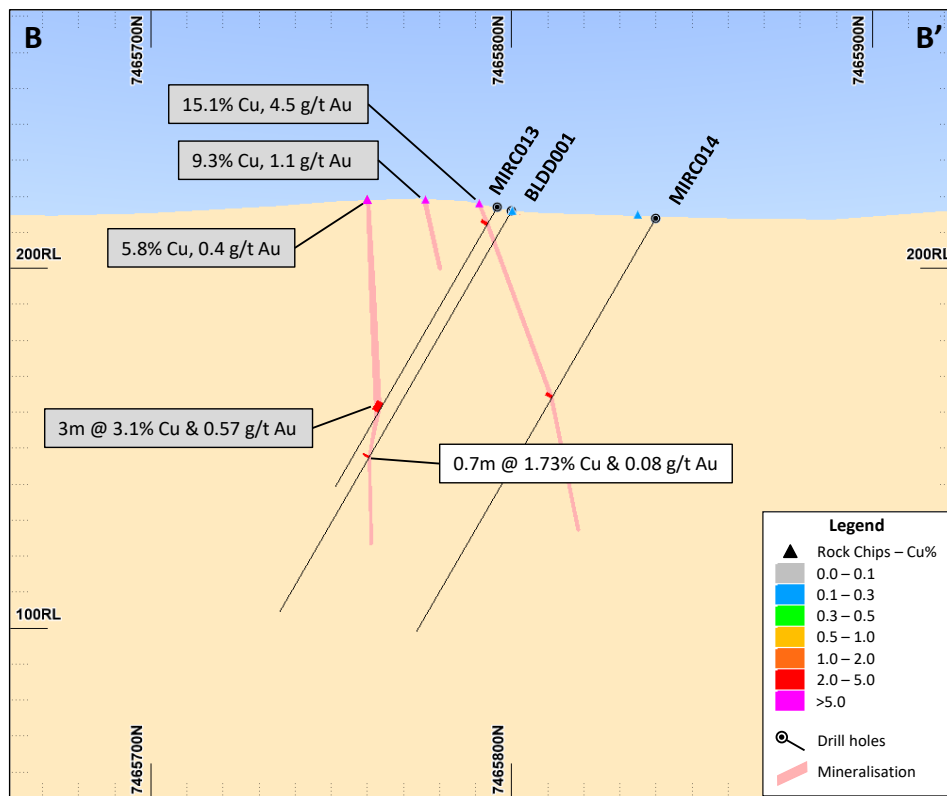 B
B’
7465700N
7465800N
7465900N
15.1% Cu, 4.5 g/t Au
9.3% Cu, 1.1 g/t Au
MIRC013
BLDD001
MIRC014
5.8% Cu, 0.4 g/t Au
200RL
200RL
3m @ 3.1% Cu & 0.57 g/t Au
0.7m @ 1.73% Cu & 0.08 g/t Au
100RL
7465700N
7465800N
Legend
Rock Chips – Cu%
0.0 – 0.1
0.1 – 0.3
0.3 – 0.5
0.5 – 1.0
1.0 – 2.0
2.0 – 5.0
>5.0
Drill holes
Mineralisation